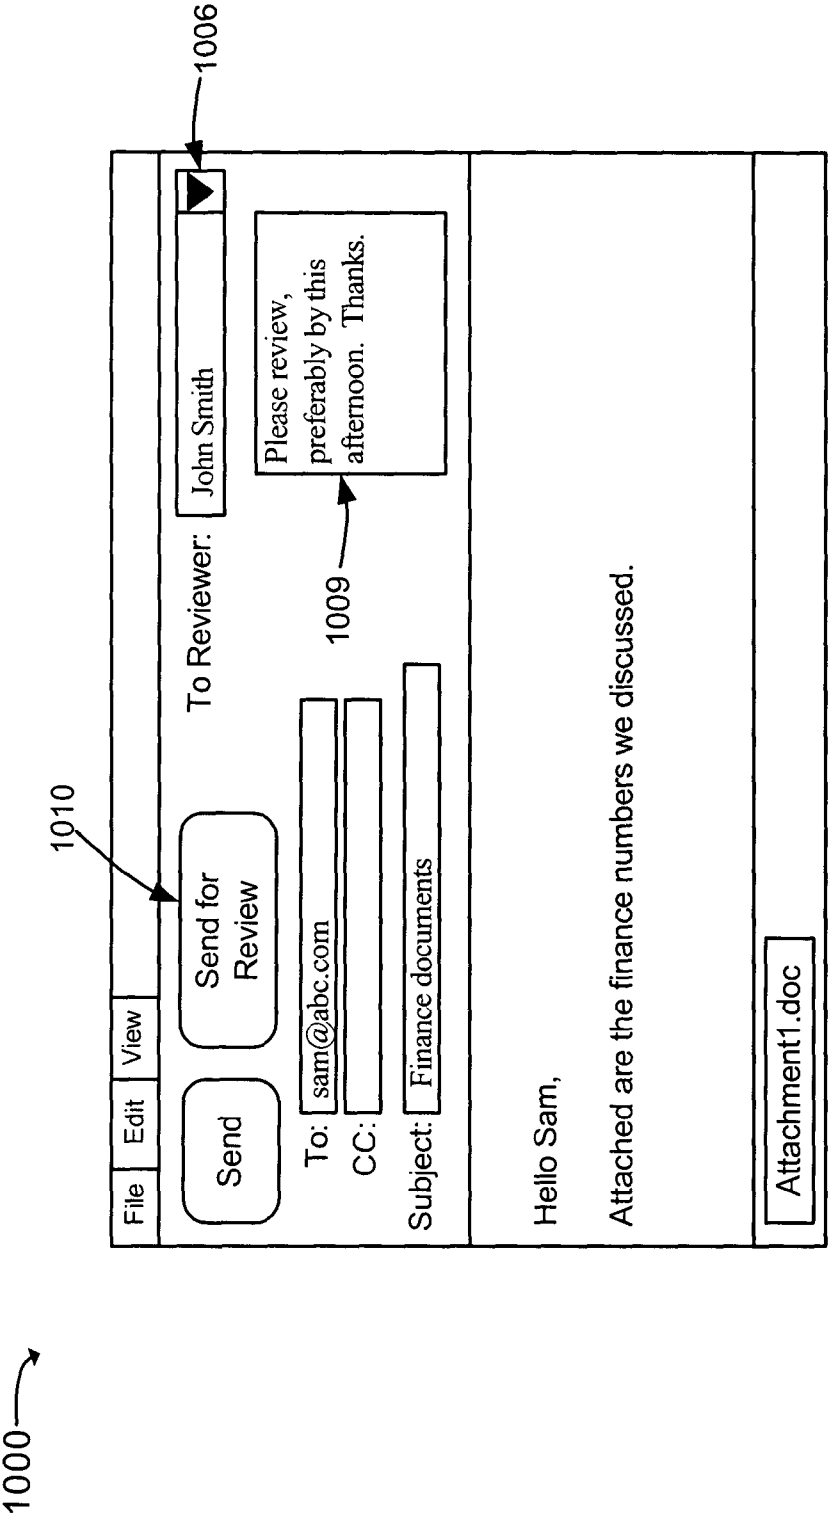 1000
1010
1006
File Edit View
Send
Send for
Review
To Reviewer:
John Smith
To: sam@abc.com
CC:
Subject: Finance documents
1009
Please review,
preferably by this
afternoon. Thanks.
Hello Sam,
Attached are the finance numbers we discussed.
Attachment1.doc